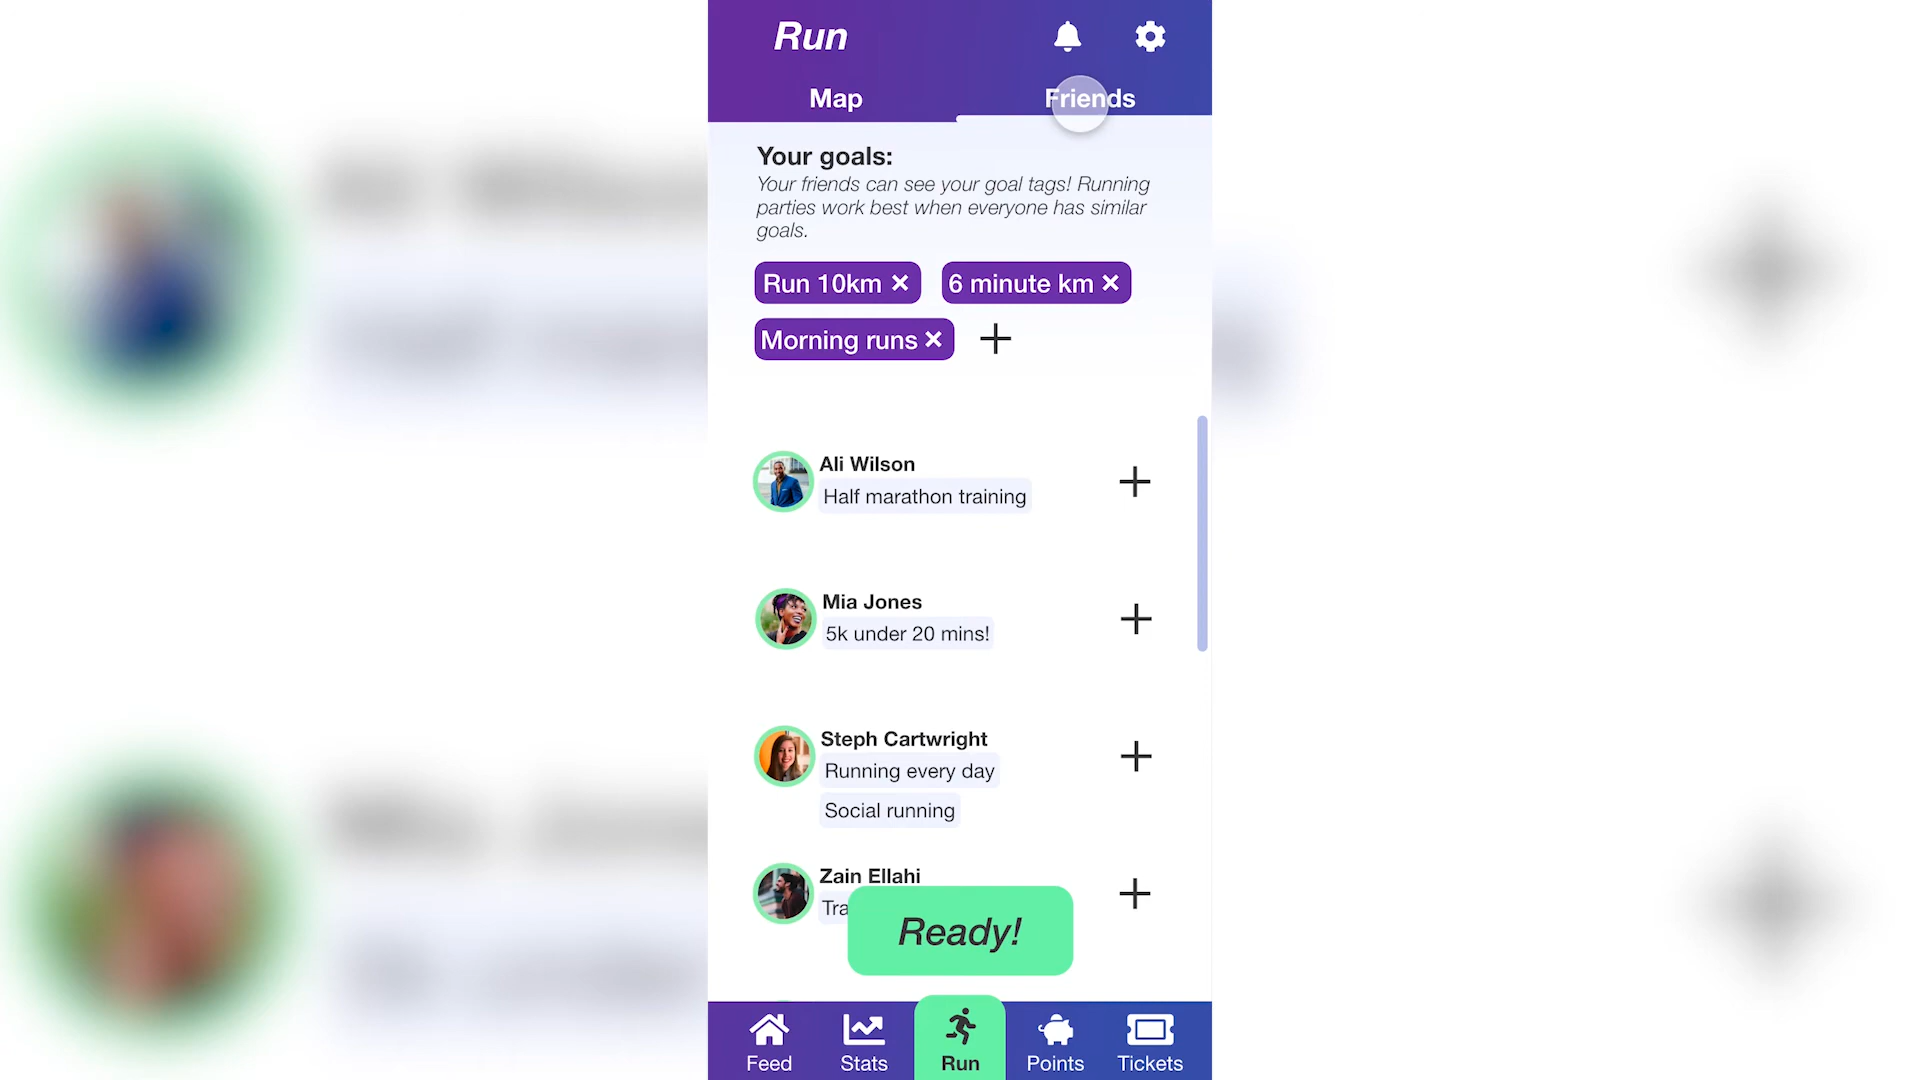 Run
Map
Friends
Your goals:
Your friends can see your goal tags! Running
parties work best when everyone has similar
goals.
Run 10km ×
6 minute km ×
Morning runs ×
Ali Wilson
Half marathon training
Mia Jones
5k under 20 mins!
Steph Cartwright
Running every day
Social running
Zain Ellahi
Ready!
Feed
Stats
Run
Points
Tickets